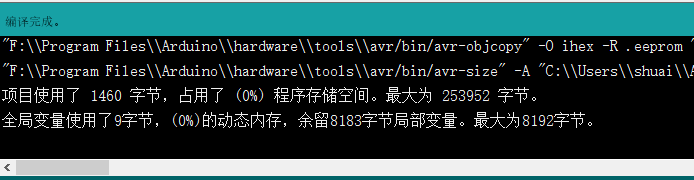 编译完成。
"F:\\Program Files\\Arduino\\hardware\\tools\\avr/bin/avr-objcopy" -O ihex -R .eeprom "
"F:\\Program Files\\Arduino\\hardware\\tools\\avr/bin/avr-size" -A "C:\\Users\\shuai\\A
项目使用了 1460 字节，占用了 (0%) 程序存储空间。最大为 253952 字节。
全局变量使用了9字节，(0%)的动态内存，余留8183字节局部变量。最大为8192字节。